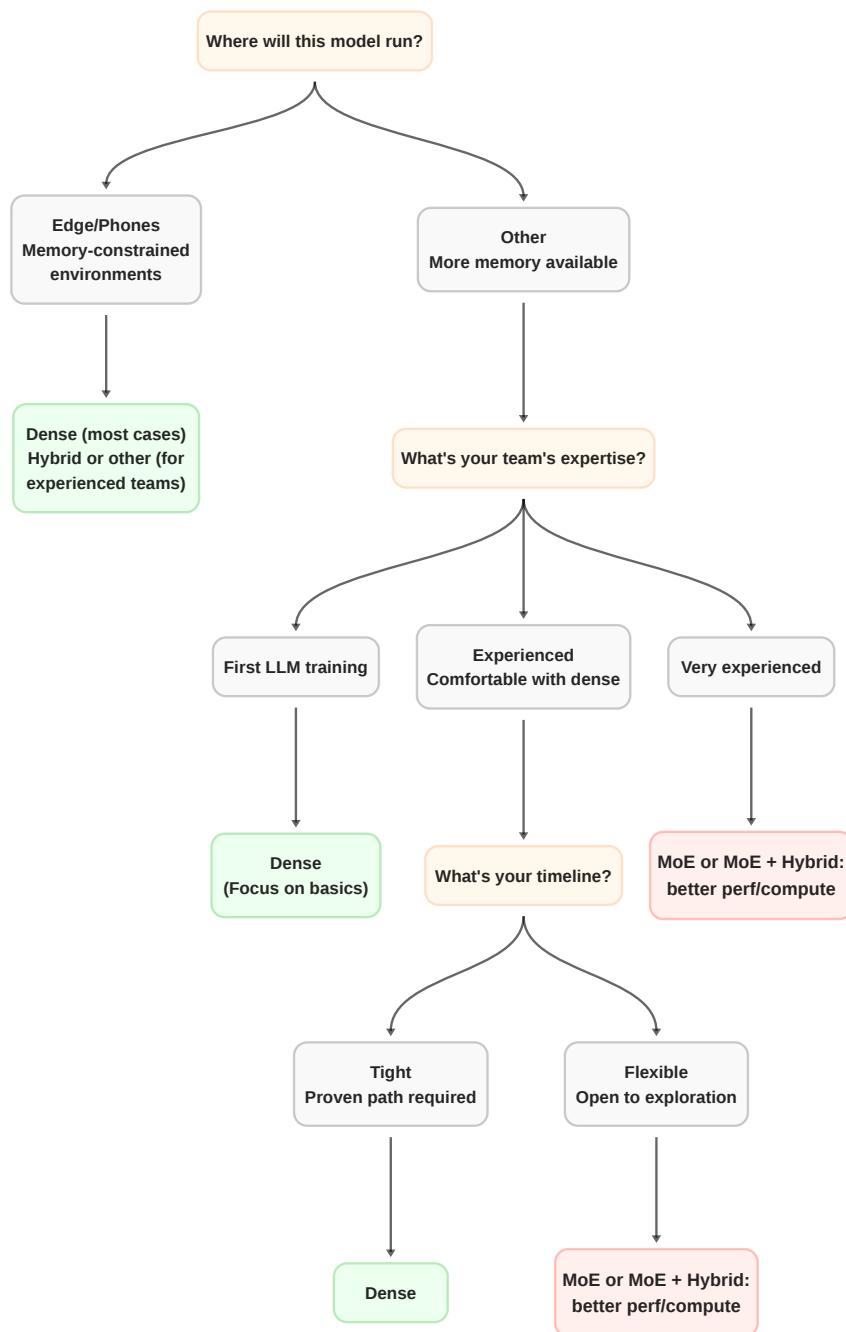 Where will this model run?
Edge/Phones
Memory-constrained
environments
Other
More memory available
Dense (most cases)
Hybrid or other (for
experienced teams)
What's your team's expertise?
First LLM training
Experienced
Comfortable with dense
Very experienced
Dense
(Focus on basics)
What's your timeline?
MoE or MoE + Hybrid:
better perf/compute
Tight
Proven path required
Flexible
Open to exploration
Dense
MoE or MoE + Hybrid:
better perf/compute